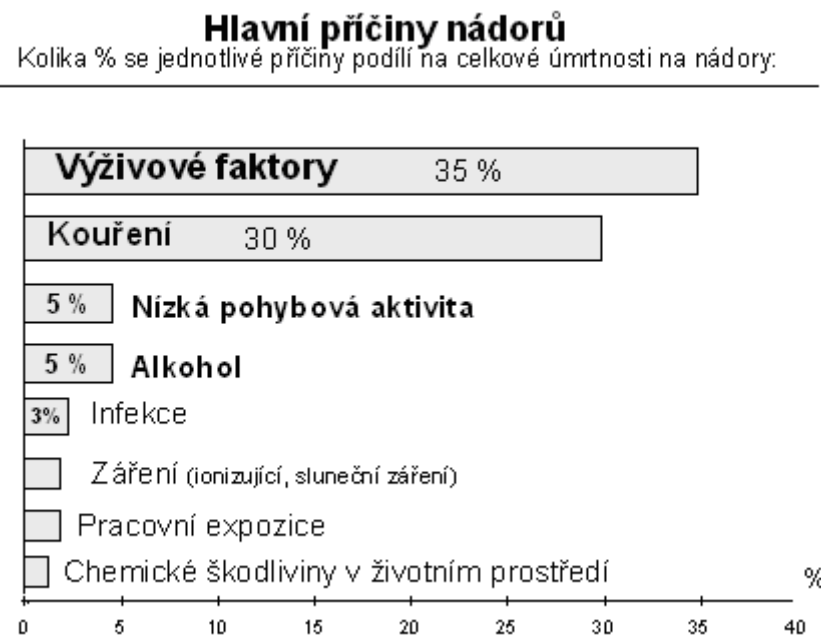 Hlavní příčiny nádorů
Kolika % se jednotlivé příčiny podílí na celkové úmrtnosti na nádory:
Výživové faktory 35 %
Kouření 30 %
5 % Nízká pohybová aktivita
5 % Alkohol
3% Infekce
Záření (ionizující, sluneční záření)
Pracovní expozice
Chemické škodliviny v životním prostředí %
0 5 10 15 20 25 30 35 40